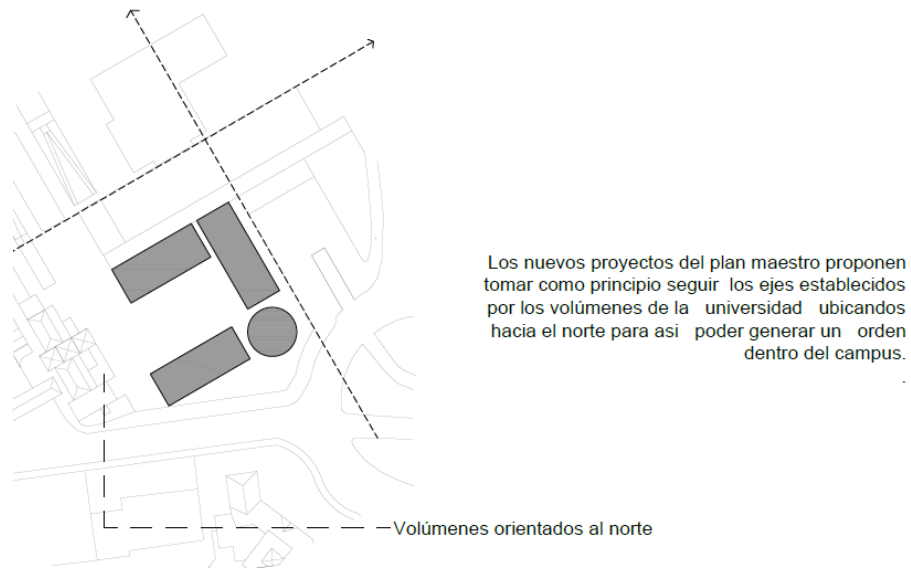 Los nuevos proyectos del plan maestro proponen
tomar como principio seguir los ejes establecidos
por los volúmenes de la universidad ubicandos
hacia el norte para asi poder generar un orden
dentro del campus.
.
Volúmenes orientados al norte